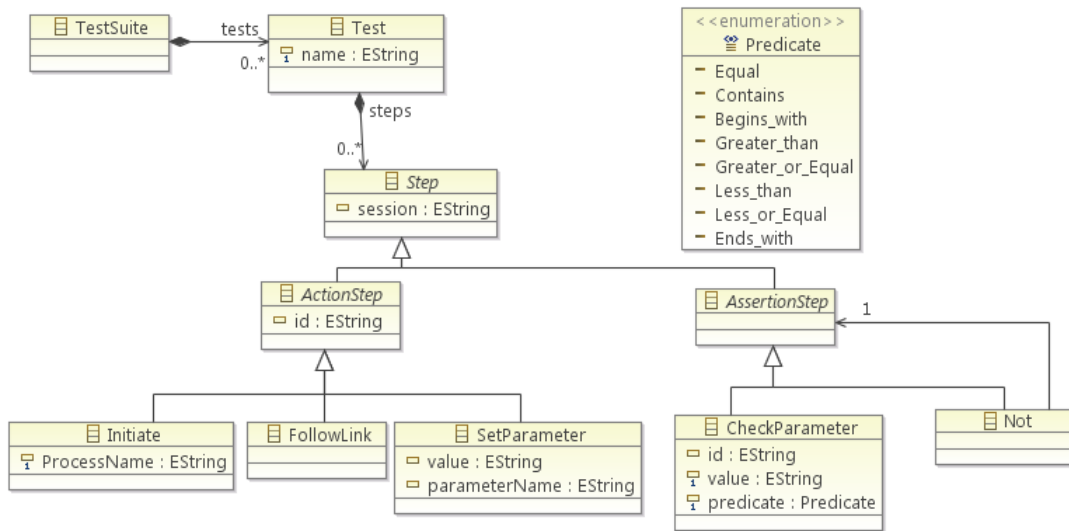 TestSuite
tests
0..*
Test
name : EString
steps
0..*
<<enumeration>>
Predicate
Equal
Contains
Begins_with
Greater_than
Greater_or_Equal
Less_than
Less_or_Equal
Ends_with
Step
session : EString
ActionStep
id : EString
AssertionStep
1
Initiate
ProcessName : EString
FollowLink
SetParameter
value : EString
parameterName : EString
CheckParameter
id : EString
value : EString
predicate : Predicate
Not